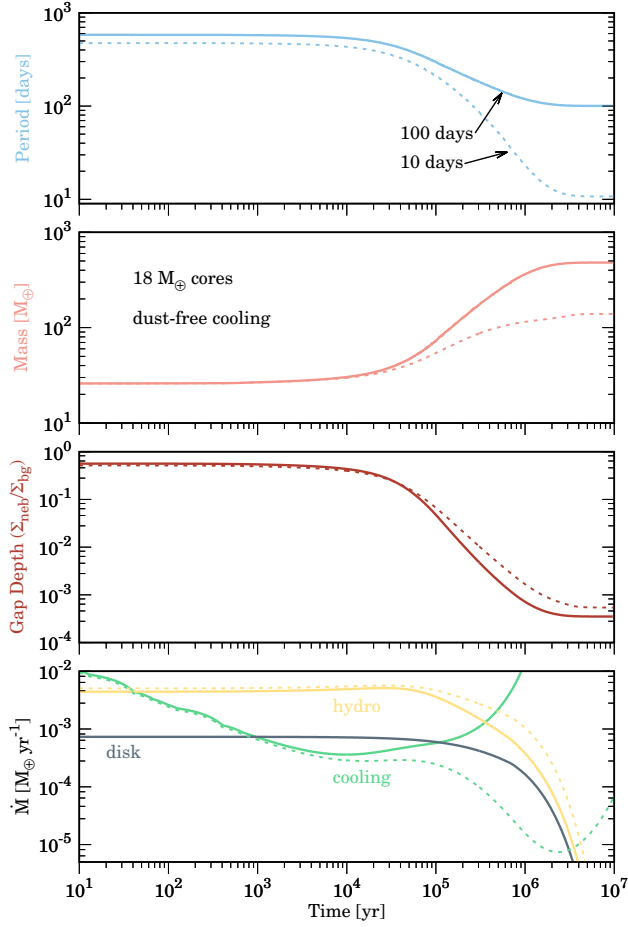 10³
10²
10¹
Period [days]
100 days
10 days
10³
10²
10¹
Mass [M⊕]
18 M⊕ cores
dust-free cooling
10⁰
10⁻¹
10⁻²
10⁻³
10⁻⁴
Gap Depth (Σneb/Σbg)
10⁻²
10⁻³
10⁻⁴
10⁻⁵
Ṁ [M⊕ yr⁻¹]
hydro
disk
cooling
10¹ 10² 10³ 10⁴ 10⁵ 10⁶ 10⁷
Time [yr]